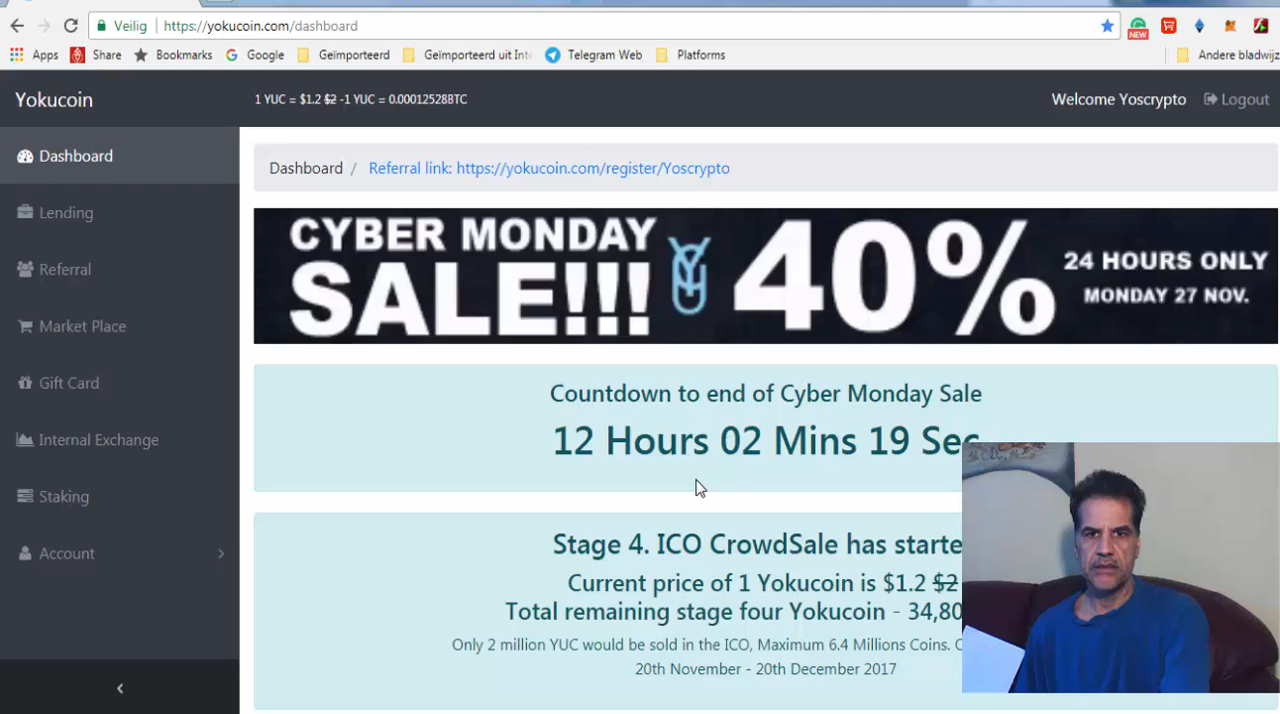 Veilig https://yokucoin.com/dashboard
NEW
Apps Share Bookmarks Google Geïmporteerd Geïmporteerd uit Int Telegram Web Platforms Andere bladwijz
Yokucoin 1 YUC = $1.2 $2 -1 YUC = 0.00012528BTC Welcome Yoscrypto Logout
Dashboard
Dashboard / Referral link: https://yokucoin.com/register/Yoscrypto
Lending
Referral
Market Place
Gift Card
Internal Exchange
Staking
Account
CYBER MONDAY
SALE!!! 40%
24 HOURS ONLY
MONDAY 27 NOV.
Countdown to end of Cyber Monday Sale
12 Hours 02 Mins 19 Sec
Stage 4. ICO CrowdSale has starte
Current price of 1 Yokucoin is $1.2 $2
Total remaining stage four Yokucoin - 34,80
Only 2 million YUC would be sold in the ICO, Maximum 6.4 Millions Coins.
20th November - 20th December 2017